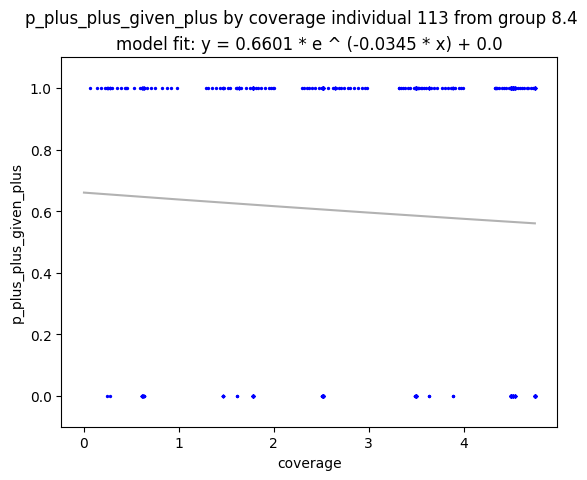 p_plus_plus_given_plus by coverage individual 113 from group 8.4
model fit: y = 0.6601 * e ^ (-0.0345 * x) + 0.0
p_plus_plus_given_plus
1.0
0.8
0.6
0.4
0.2
0.0
0 1 2 3 4
coverage